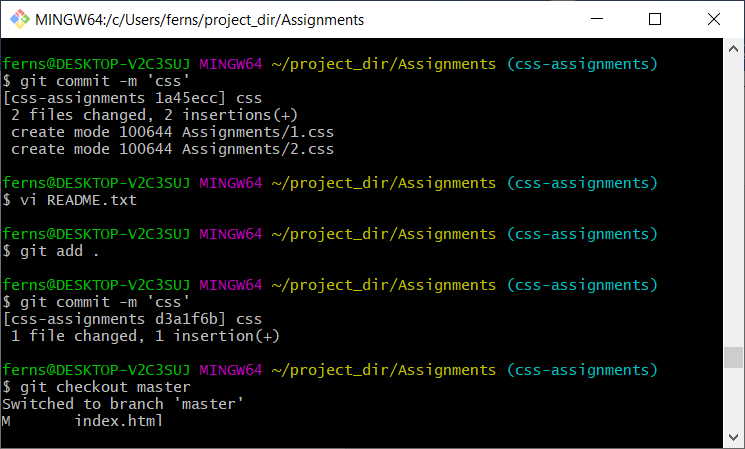 MINGW64:/c/Users/ferns/project_dir/Assignments
ferns@DESKTOP-V2C3SUJ MINGW64 ~/project_dir/Assignments (css-assignments)
$ git commit -m 'css'
[css-assignments 1a45ecc] css
 2 files changed, 2 insertions(+)
 create mode 100644 Assignments/1.css
 create mode 100644 Assignments/2.css
ferns@DESKTOP-V2C3SUJ MINGW64 ~/project_dir/Assignments (css-assignments)
$ vi README.txt
ferns@DESKTOP-V2C3SUJ MINGW64 ~/project_dir/Assignments (css-assignments)
$ git add .
ferns@DESKTOP-V2C3SUJ MINGW64 ~/project_dir/Assignments (css-assignments)
$ git commit -m 'css'
[css-assignments d3a1f6b] css
 1 file changed, 1 insertion(+)
ferns@DESKTOP-V2C3SUJ MINGW64 ~/project_dir/Assignments (css-assignments)
$ git checkout master
Switched to branch 'master'
M       index.html